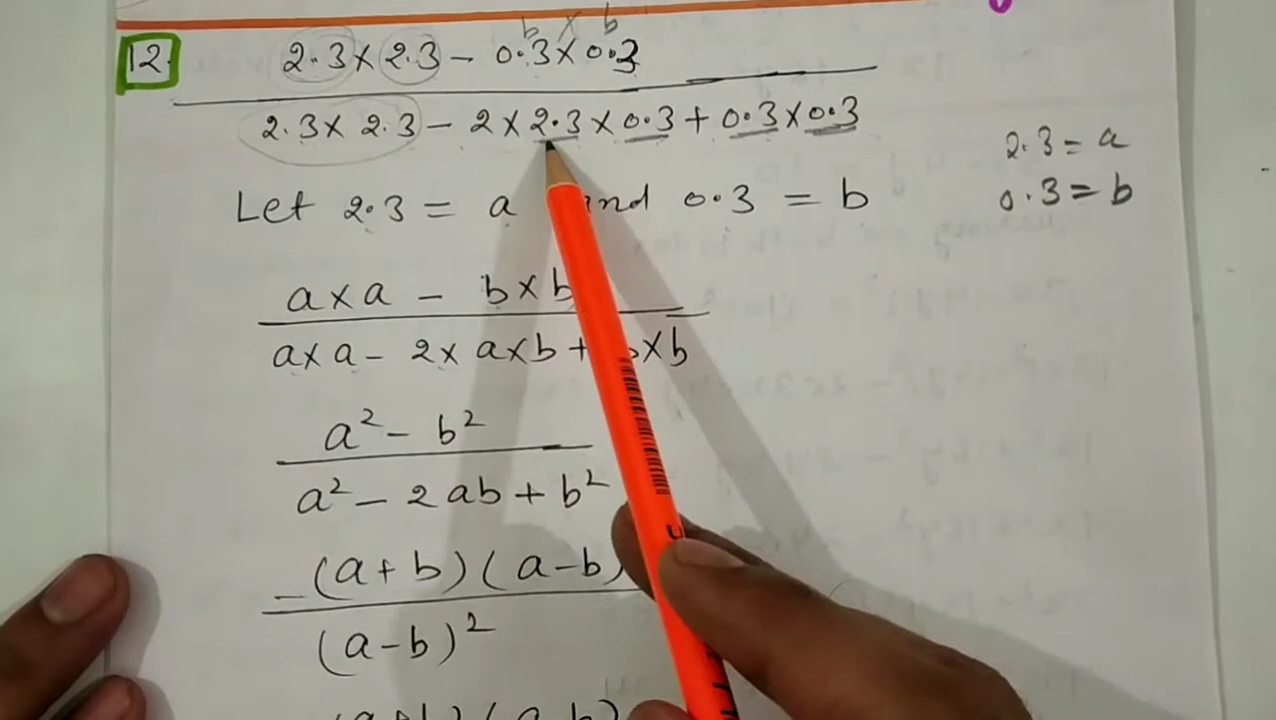 b × b
12. 2.3 × 2.3 − 0.3 × 0.3
2.3 × 2.3 − 2 × 2.3 × 0.3 + 0.3 × 0.3
2.3 = a
0.3 = b
Let 2.3 = a nd 0.3 = b
a × a − b × b
a × a − 2 × a × b + × b
a² − b²
a² − 2ab + b²
(a + b) (a − b)
(a − b)²